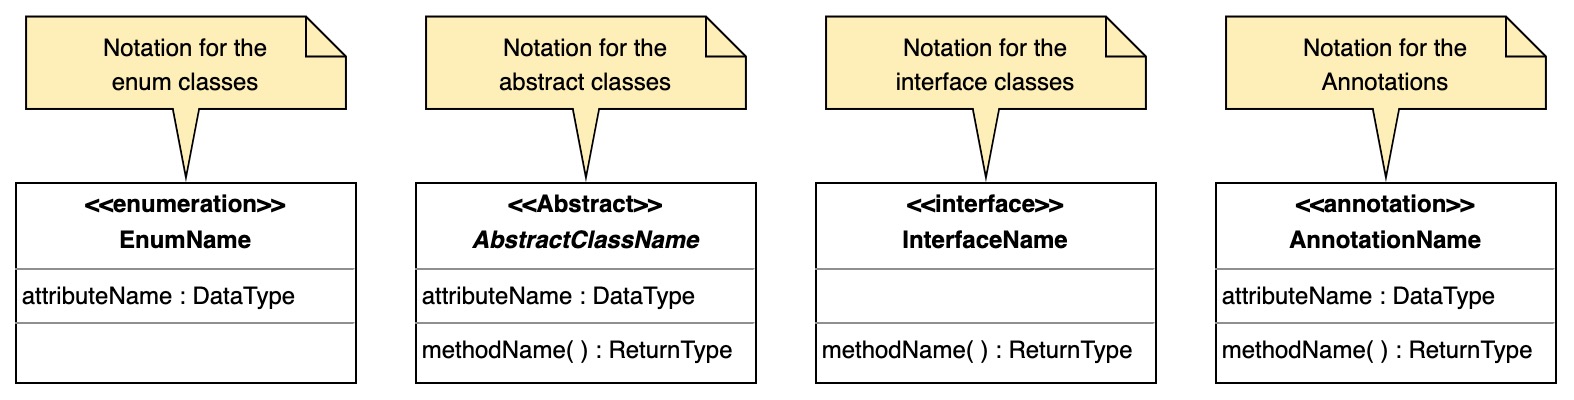 Notation for the
enum classes
<<enumeration>>
EnumName
attributeName : DataType
Notation for the
abstract classes
<<Abstract>>
AbstractClassName
attributeName : DataType
methodName( ) : ReturnType
Notation for the
interface classes
<<interface>>
InterfaceName
methodName( ) : ReturnType
Notation for the
Annotations
<<annotation>>
AnnotationName
attributeName : DataType
methodName( ) : ReturnType